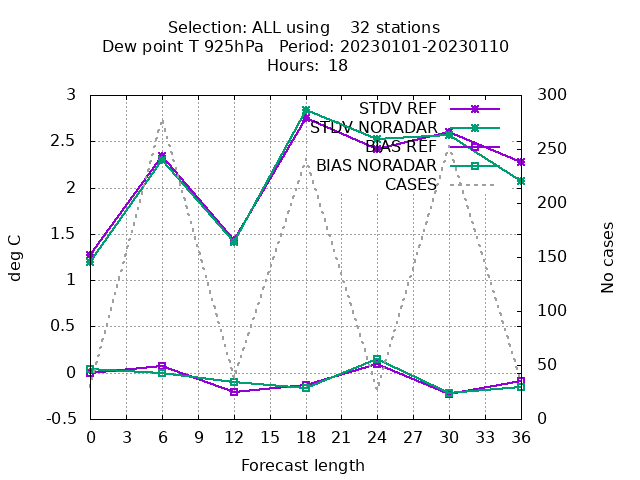 Selection: ALL using    32 stations
Dew point T 925hPa   Period: 20230101-20230110
Hours:  18
3 300
STDV REF
STDV NORADAR
2.5 250
BIAS REF
BIAS NORADAR
CASES
2 200
1.5 150
deg C
No cases
1
0.5 100
0 50
-0.5 0
0 3 6 9 12 15 18 21 24 27 30 33 36
Forecast length